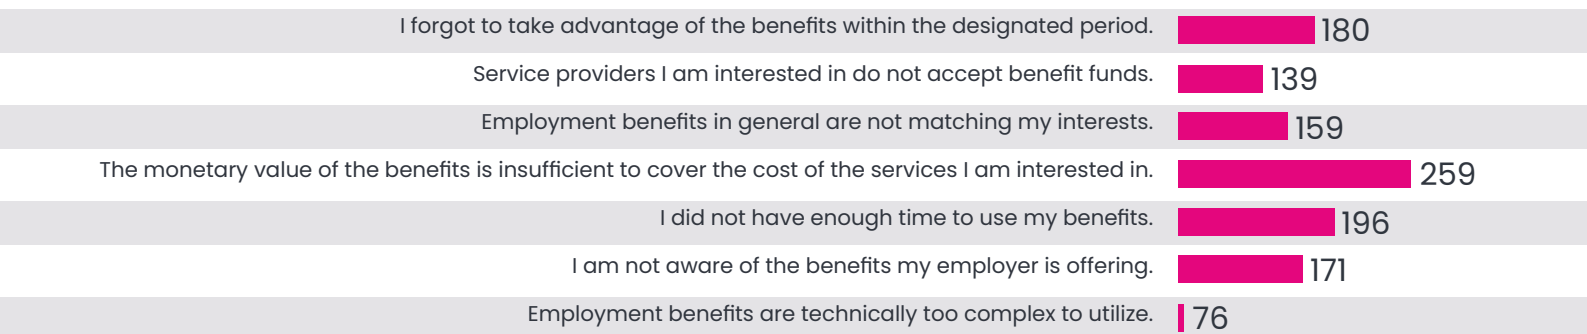 I forgot to take advantage of the benefits within the designated period. 180
Service providers I am interested in do not accept benefit funds. 139
Employment benefits in general are not matching my interests. 159
The monetary value of the benefits is insufficient to cover the cost of the services I am interested in. 259
I did not have enough time to use my benefits. 196
I am not aware of the benefits my employer is offering. 171
Employment benefits are technically too complex to utilize. 76